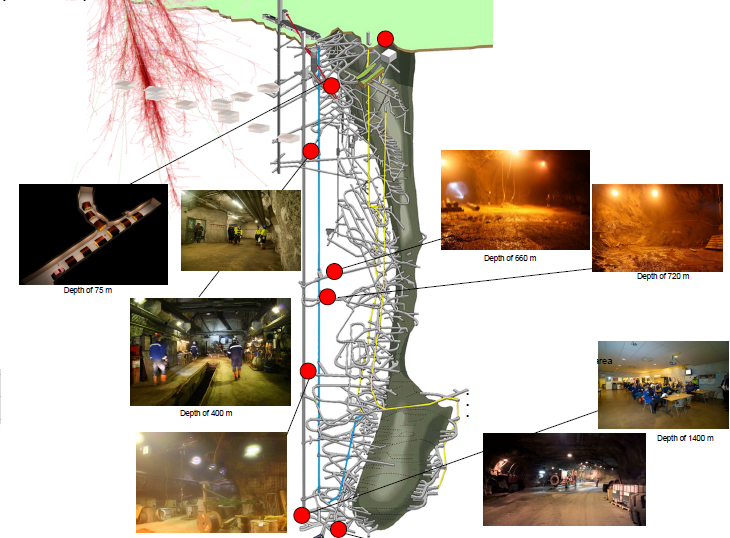 Depth of 75 m
Depth of 660 m
Depth of 720 m
Depth of 400 m
area
Depth of 1400 m